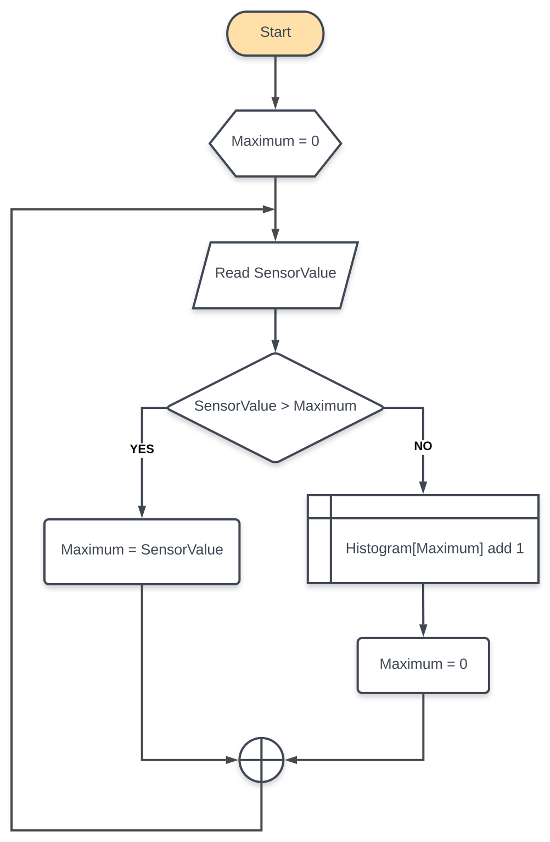 Start
Maximum = 0
Read SensorValue
SensorValue > Maximum
YES
NO
Maximum = SensorValue
Histogram[Maximum] add 1
Maximum = 0